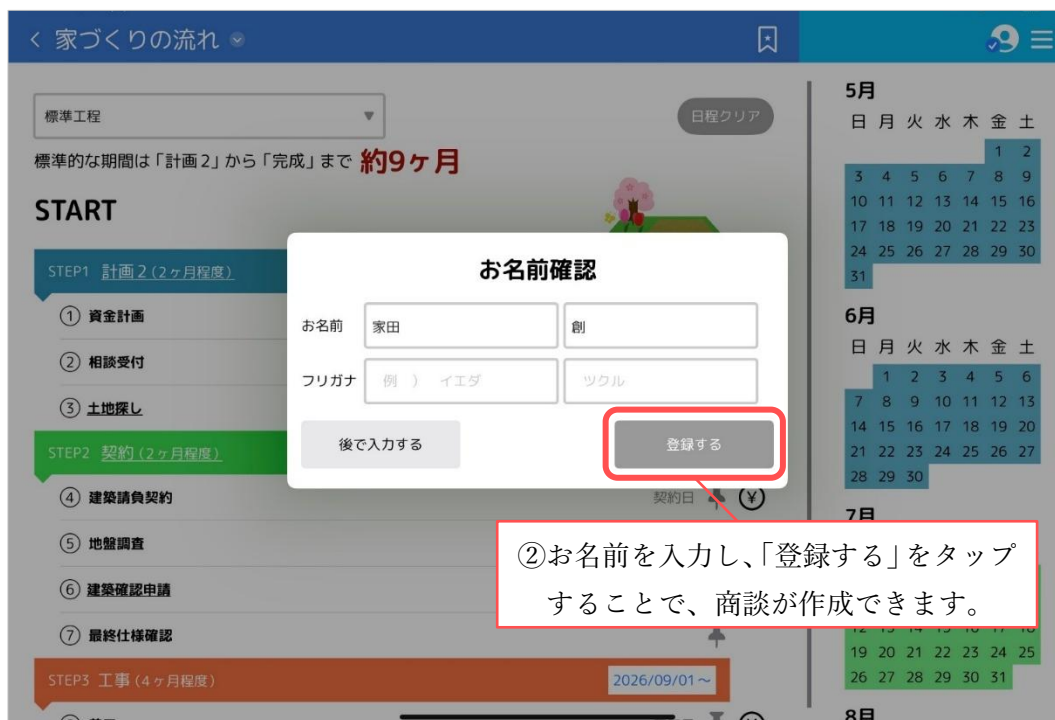 家づくりの流れ
標準工程
日程クリア
標準的な期間は「計画2」から「完成」まで 約9ヶ月
START
STEP1 計画2(2ヶ月程度)
① 資金計画
② 相談受付
③ 土地探し
STEP2 契約(2ヶ月程度)
④ 建築請負契約
契約日
⑤ 地盤調査
⑥ 建築確認申請
⑦ 最終仕様確認
STEP3 工事(4ヶ月程度)
2026/09/01~
お名前確認
お名前 家田 創
フリガナ 例 ) イエダ ツクル
後で入力する
登録する
②お名前を入力し、「登録する」をタップ
することで、商談が作成できます。
5月
日 月 火 水 木 金 土
1 2
3 4 5 6 7 8 9
10 11 12 13 14 15 16
17 18 19 20 21 22 23
24 25 26 27 28 29 30
31
6月
日 月 火 水 木 金 土
1 2 3 4 5 6
7 8 9 10 11 12 13
14 15 16 17 18 19 20
21 22 23 24 25 26 27
28 29 30
7月
19 20 21 22 23 24 25
26 27 28 29 30 31
8月